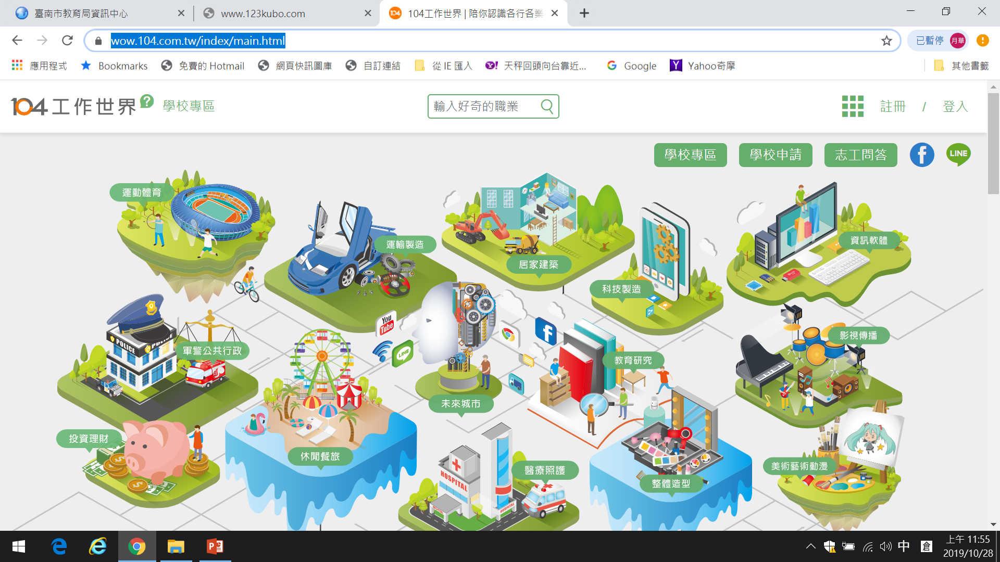 臺南市教育局資訊中心
www.123kubo.com
104工作世界 | 陪你認識各行各業
wow.104.com.tw/index/main.html
已暫停 月華
應用程式 Bookmarks 免費的 Hotmail 網頁快訊圖庫 自訂連結 從 IE 匯入 天秤回頭向台靠近... Google Yahoo奇摩 其他書籤
104工作世界 ? 學校專區 輸入好奇的職業 註冊 / 登入
學校專區 學校申請 志工問答 LINE
運動體育
運輸製造
資訊軟體
居家建築
科技製造
You Tube
影視傳播
POLICE POLICE
軍警公共行政
LINE
教育研究
未來城市
投資理財
休閒餐旅
美術藝術動漫
醫療照護
HOSPITAL
整體造型
HOSPITAL
HOSPITAL
中 倉
上午 11:55
2019/10/28